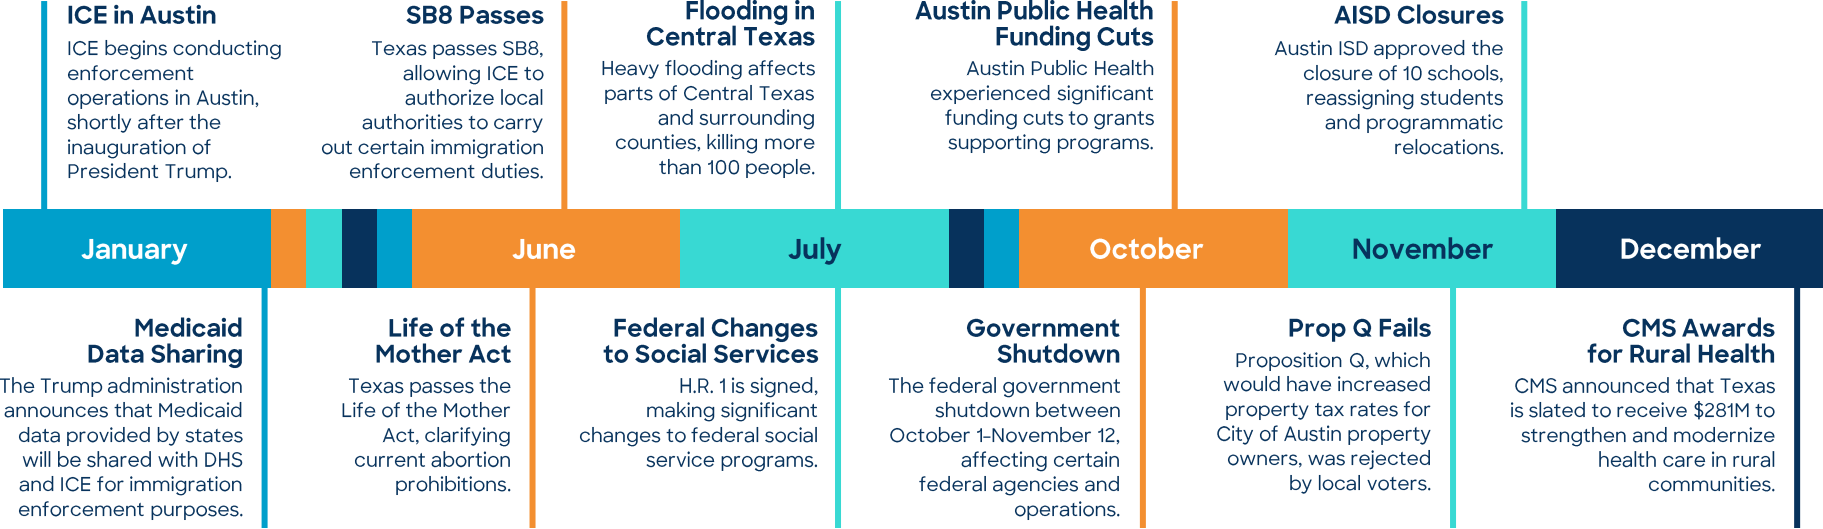 ICE in Austin
ICE begins conducting
enforcement
operations in Austin,
shortly after the
inauguration of
President Trump.
SB8 Passes
Texas passes SB8,
allowing ICE to
authorize local
authorities to carry
out certain immigration
enforcement duties.
Flooding in
Central Texas
Heavy flooding affects
parts of Central Texas
and surrounding
counties, killing more
than 100 people.
Austin Public Health
Funding Cuts
Austin Public Health
experienced significant
funding cuts to grants
supporting programs.
AISD Closures
Austin ISD approved the
closure of 10 schools,
reassigning students
and programmatic
relocations.
January
June
July
October
November
December
Medicaid
Data Sharing
The Trump administration
announces that Medicaid
data provided by states
will be shared with DHS
and ICE for immigration
enforcement purposes.
Life of the
Mother Act
Texas passes the
Life of the Mother
Act, clarifying
current abortion
prohibitions.
Federal Changes
to Social Services
H.R. 1 is signed,
making significant
changes to federal social
service programs.
Government
Shutdown
The federal government
shutdown between
October 1–November 12,
affecting certain
federal agencies and
operations.
Prop Q Fails
Proposition Q, which
would have increased
property tax rates for
City of Austin property
owners, was rejected
by local voters.
CMS Awards
for Rural Health
CMS announced that Texas
is slated to receive $281M to
strengthen and modernize
health care in rural
communities.